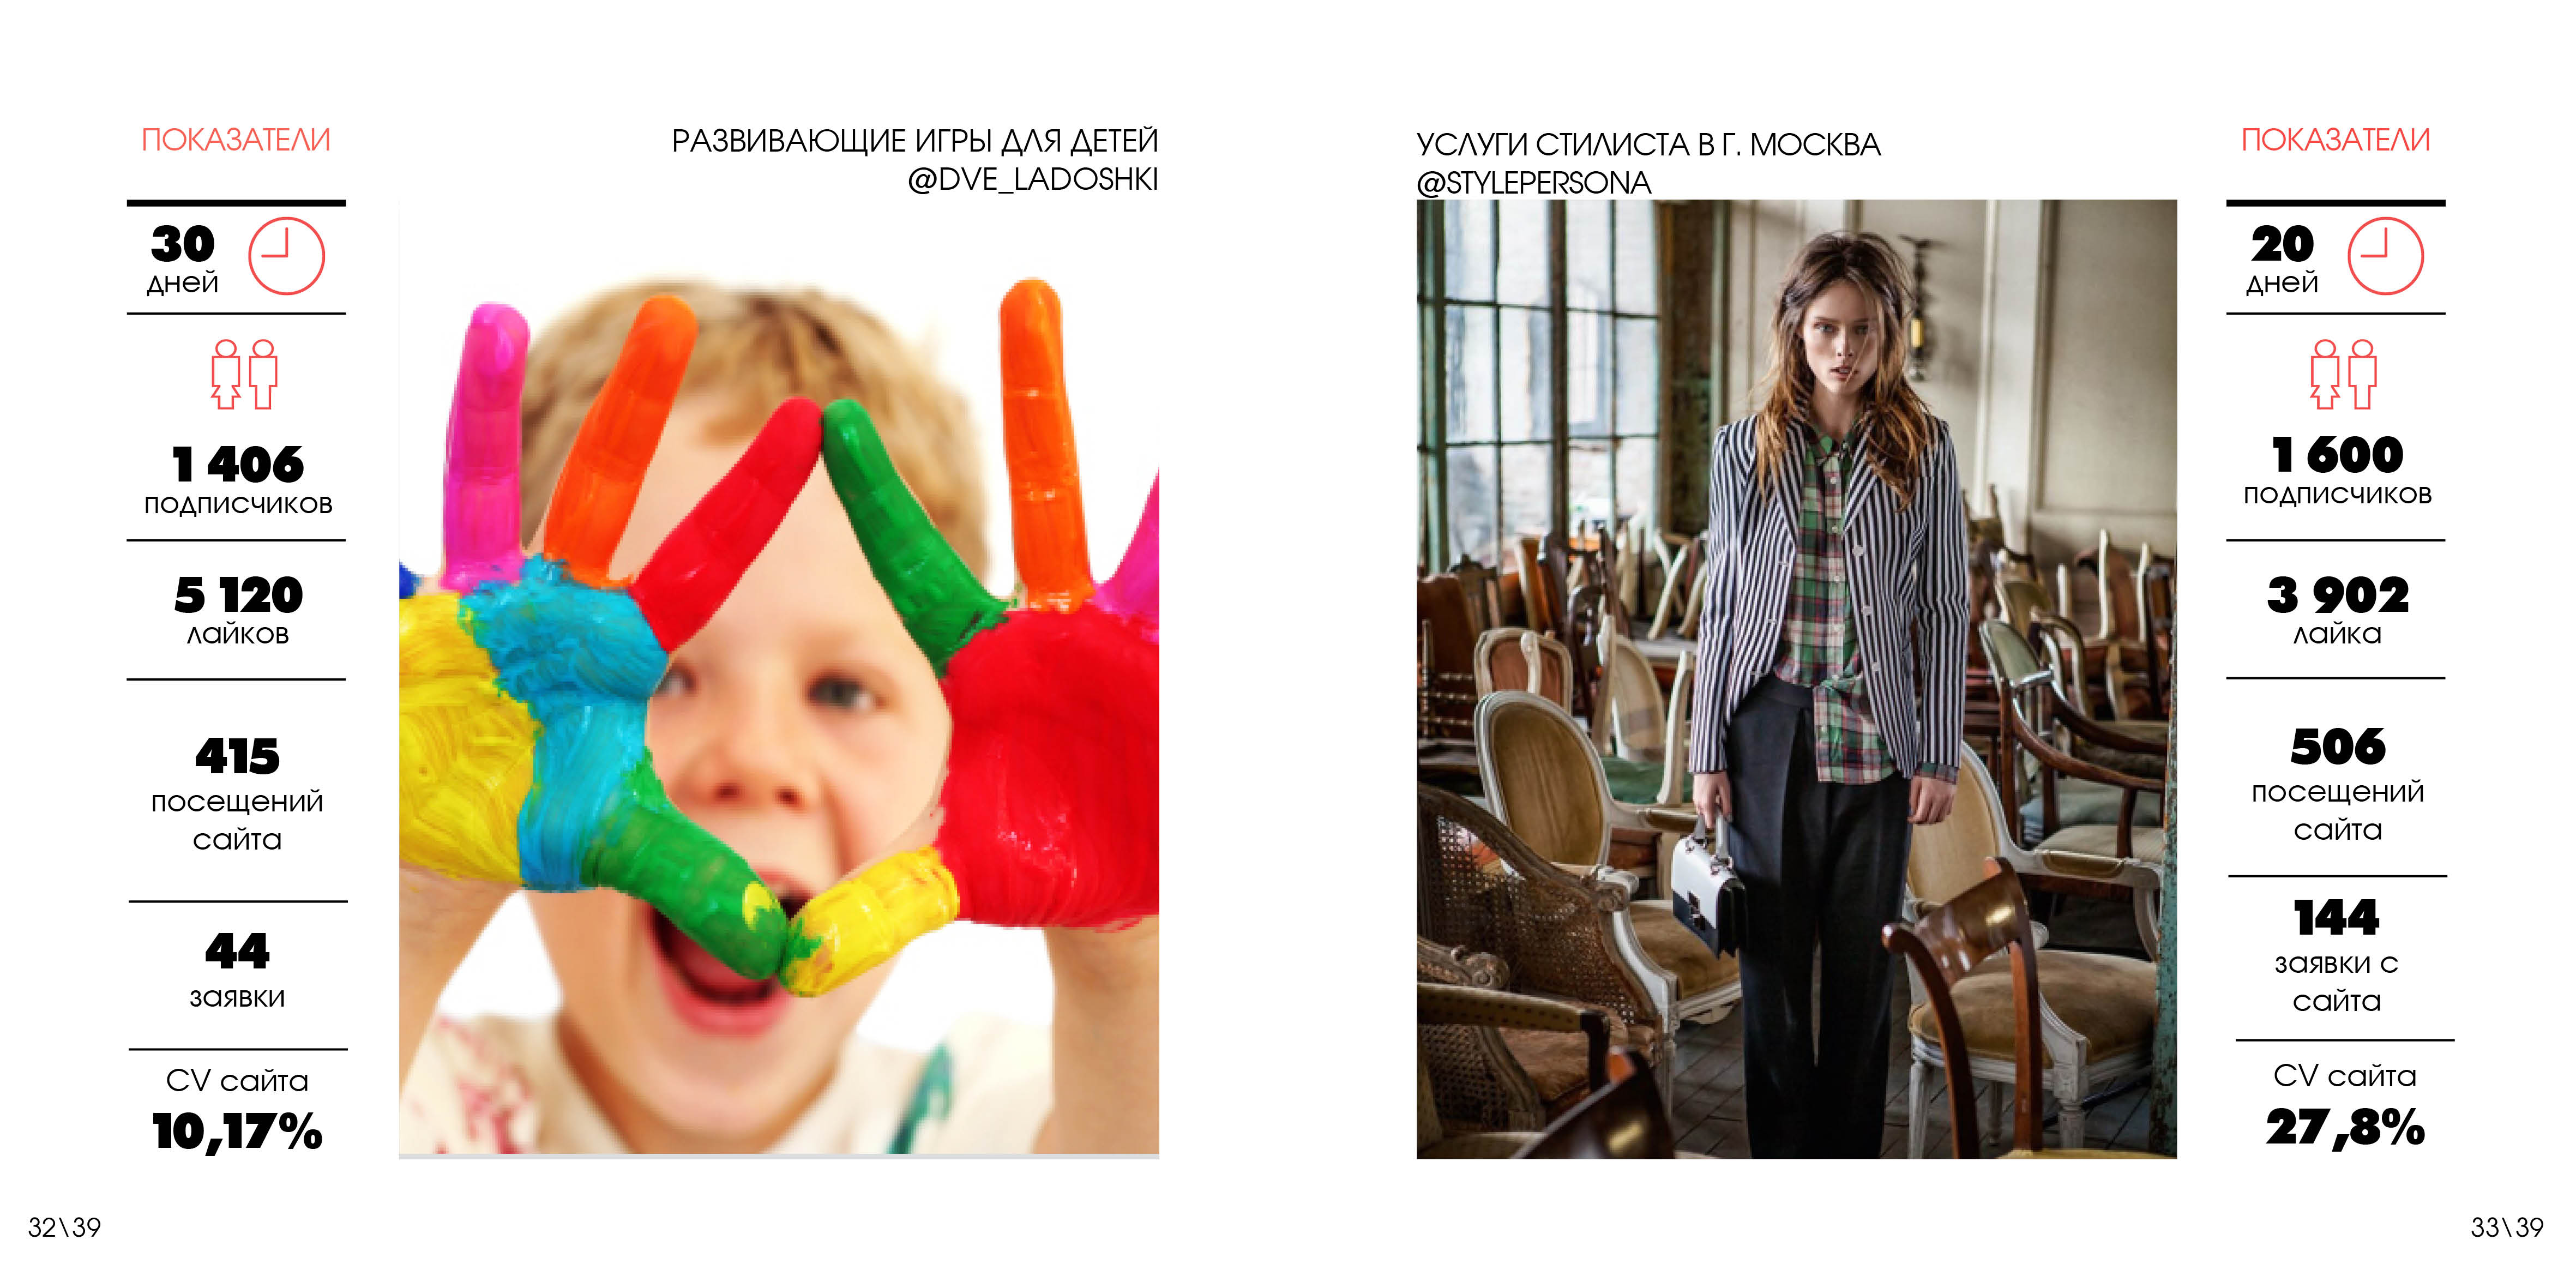 ПОКАЗАТЕЛИ
30
дней
1 406
подписчиков
5 120
лайков
415
посещений
сайта
44
заявки
CV сайта
10,17%
32\39
РАЗВИВАЮЩИЕ ИГРЫ ДЛЯ ДЕТЕЙ
@DVE_LADOSHKI
УСЛУГИ СТИЛИСТА В Г. МОСКВА
@STYLEPERSONA
ПОКАЗАТЕЛИ
20
дней
1 600
подписчиков
3 902
лайка
506
посещений
сайта
144
заявки с
сайта
CV сайта
27,8%
33\39